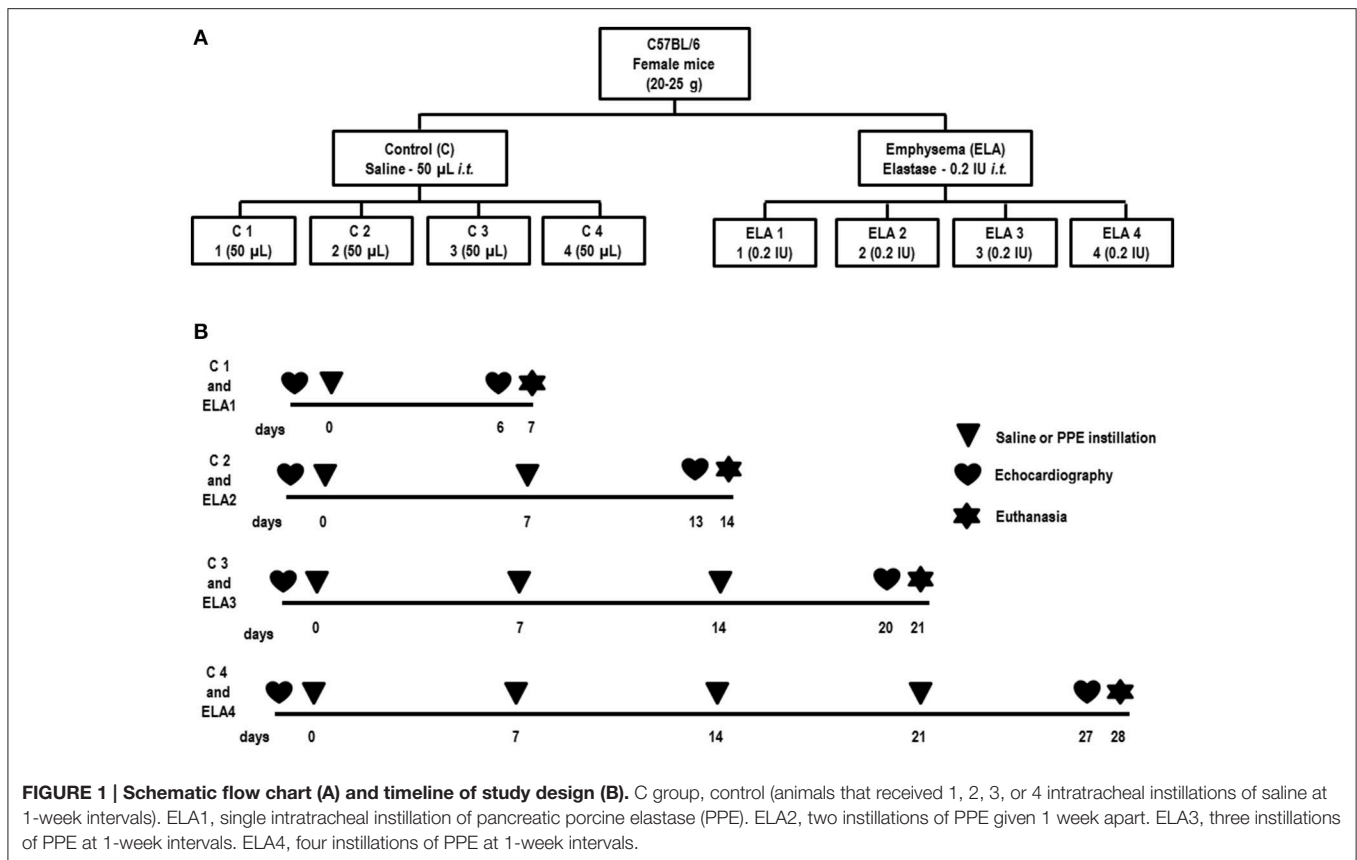 A
C57BL/6
Female mice
(20-25 g)
Control (C)
Saline - 50 µL i.t.
Emphysema (ELA)
Elastase - 0.2 IU i.t.
C 1
1 (50 µL)
C 2
2 (50 µL)
C 3
3 (50 µL)
C 4
4 (50 µL)
ELA 1
1 (0.2 IU)
ELA 2
2 (0.2 IU)
ELA 3
3 (0.2 IU)
ELA 4
4 (0.2 IU)
B
C 1
and
ELA1
days 0 6 7
C 2
and
ELA2
days 0 7 13 14
C 3
and
ELA3
days 0 7 14 20 21
C 4
and
ELA4
days 0 7 14 21 27 28
Saline or PPE instillation
Echocardiography
Euthanasia
FIGURE 1 | Schematic flow chart (A) and timeline of study design (B). C group, control (animals that received 1, 2, 3, or 4 intratracheal instillations of saline at
1-week intervals). ELA1, single intratracheal instillation of pancreatic porcine elastase (PPE). ELA2, two instillations of PPE given 1 week apart. ELA3, three instillations
of PPE at 1-week intervals. ELA4, four instillations of PPE at 1-week intervals.